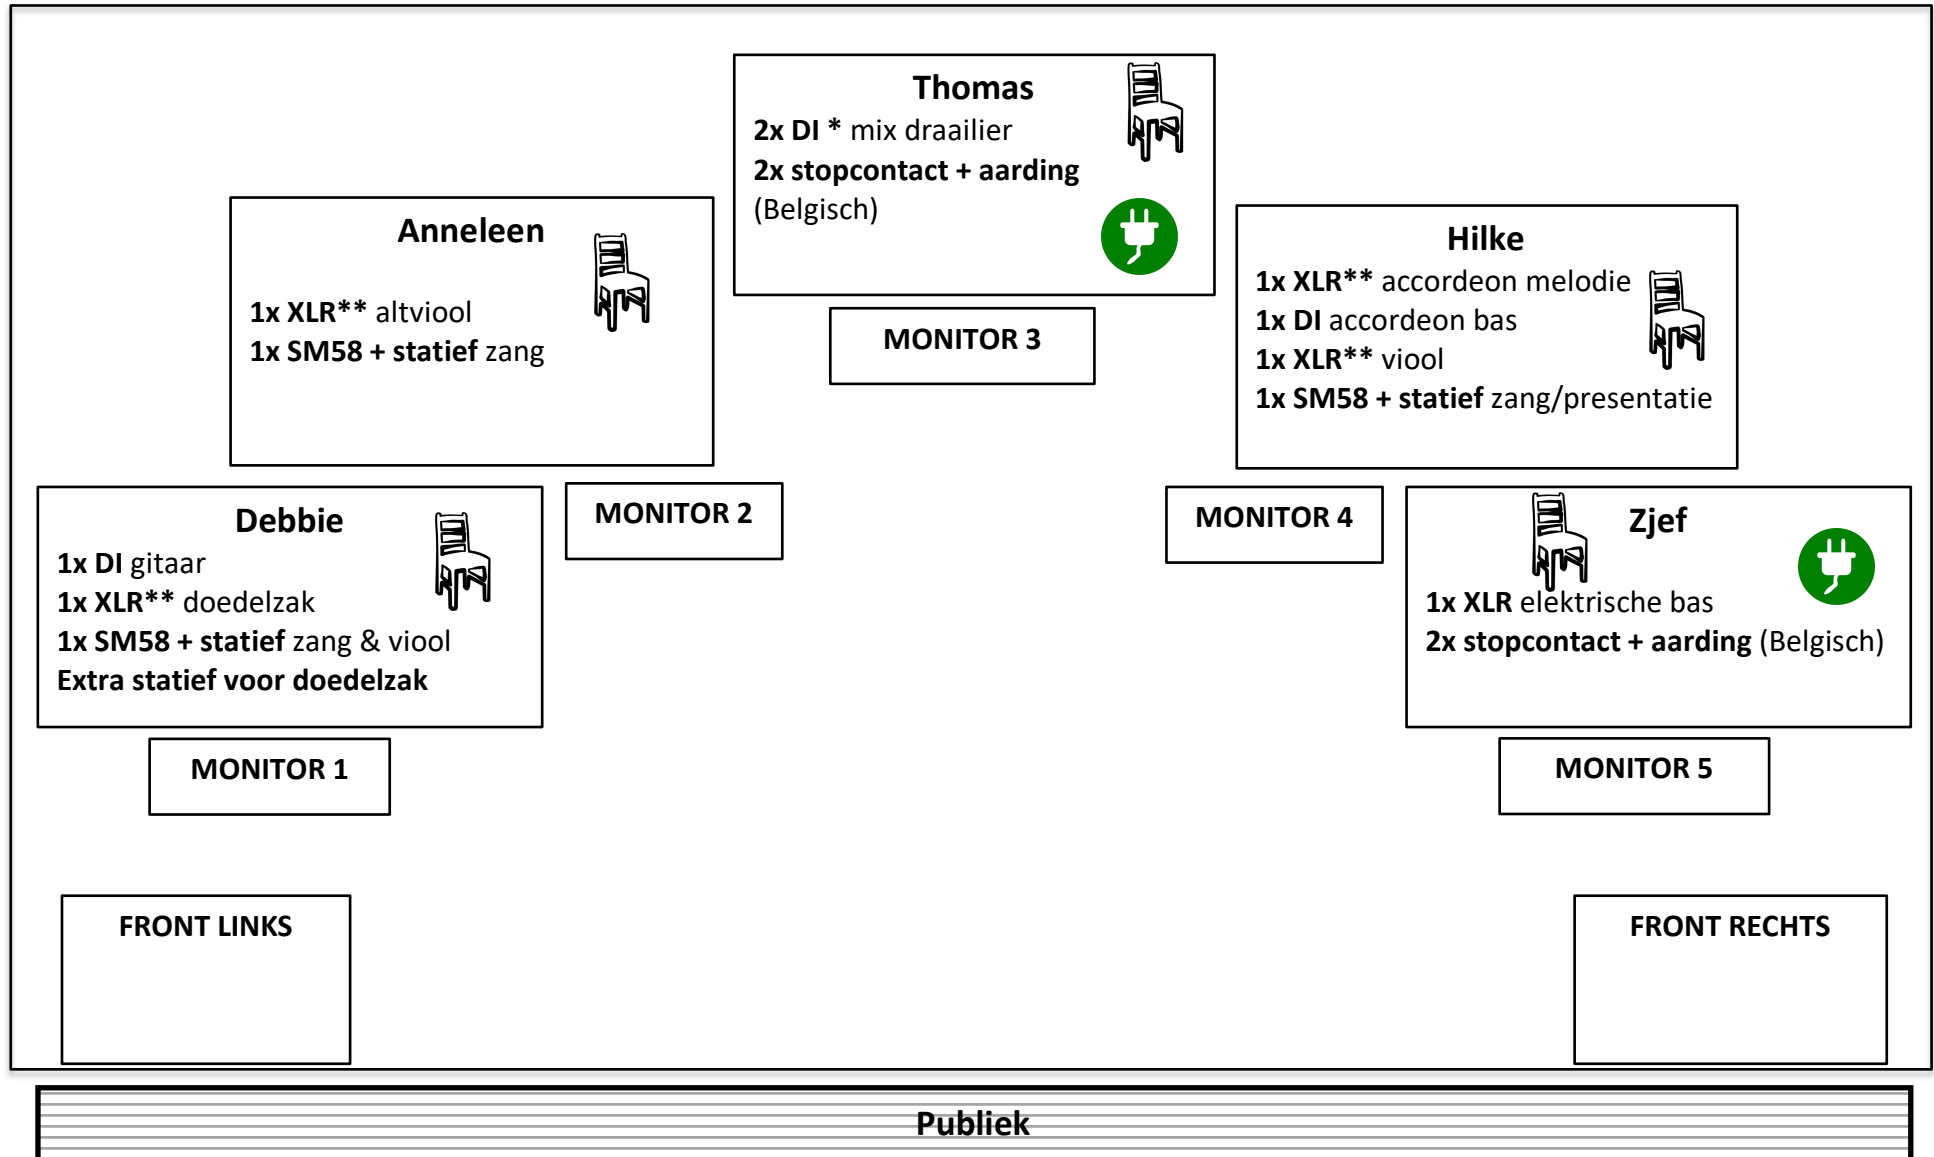 Thomas
2x DI * mix draailier
2x stopcontact + aarding
(Belgisch)
Anneleen
1x XLR** altviool
1x SM58 + statief zang
Hilke
1x XLR** accordeon melodie
1x DI accordeon bas
1x XLR** viool
1x SM58 + statief zang/presentatie
MONITOR 3
Debbie
1x DI gitaar
1x XLR** doedelzak
1x SM58 + statief zang & viool
Extra statief voor doedelzak
MONITOR 2
MONITOR 4
Zjef
1x XLR elektrische bas
2x stopcontact + aarding (Belgisch)
MONITOR 1
MONITOR 5
FRONT LINKS
FRONT RECHTS
Publiek